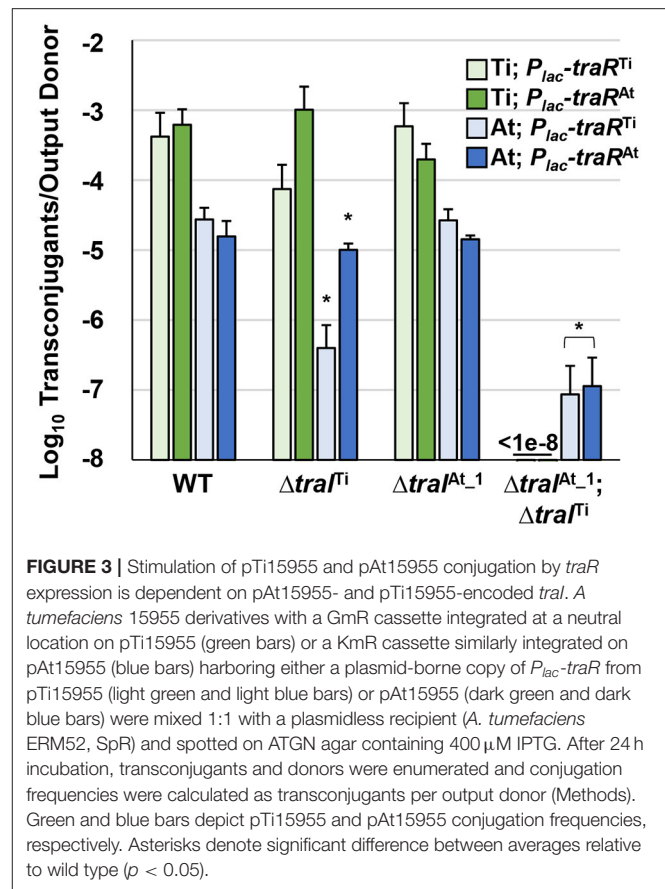 Log10 Transconjugants/Output Donor
-2
-3
-4
-5
-6
-7
-8
Ti; Plac-traRTi
Ti; Plac-traRAt
At; Plac-traRTi
At; Plac-traRAt
*
*
*
<1e-8
WT
ΔtraITi
ΔtraIAt_1
ΔtraIAt_1;
ΔtraITi
FIGURE 3 | Stimulation of pTi15955 and pAt15955 conjugation by traR
expression is dependent on pAt15955- and pTi15955-encoded traI. A
tumefaciens 15955 derivatives with a GmR cassette integrated at a neutral
location on pTi15955 (green bars) or a KmR cassette similarly integrated on
pAt15955 (blue bars) harboring either a plasmid-borne copy of Plac-traR from
pTi15955 (light green and light blue bars) or pAt15955 (dark green and dark
blue bars) were mixed 1:1 with a plasmidless recipient (A. tumefaciens
ERM52, SpR) and spotted on ATGN agar containing 400 μM IPTG. After 24 h
incubation, transconjugants and donors were enumerated and conjugation
frequencies were calculated as transconjugants per output donor (Methods).
Green and blue bars depict pTi15955 and pAt15955 conjugation frequencies,
respectively. Asterisks denote significant difference between averages relative
to wild type (p < 0.05).